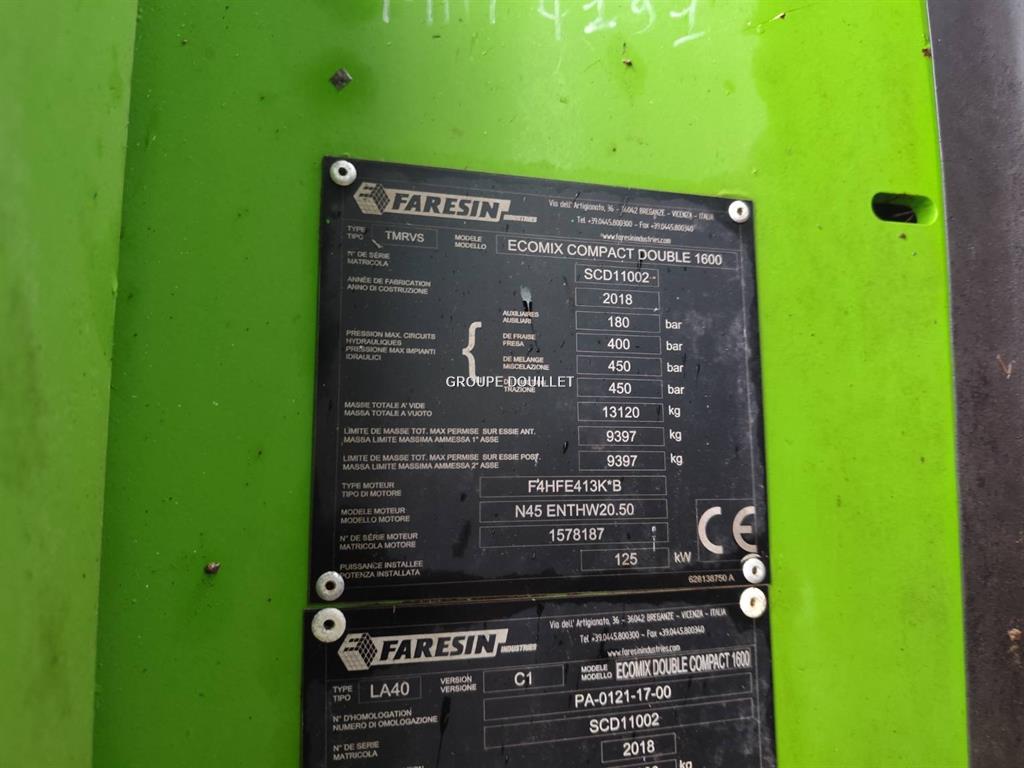 4191
FARESIN INDUSTRIES
Via dell' Artigianato, 36 - 36042 BREGANZE - VICENZA - ITALIA
Tel +39.0445.800300 - Fax +39.0445.800340
www.faresinindustries.com
TYPE TIPO TMRVS MODELE MODELLO ECOMIX COMPACT DOUBLE 1600
N° DE SÉRIE MATRICOLA SCD11002
ANNÉE DE FABRICATION ANNO DI COSTRUZIONE 2018
PRESSION MAX. CIRCUITS HYDRAULIQUES PRESSIONE MAX IMPIANTI IDRAULICI
{
AUXILIAIRES AUSILIARI 180 bar
DE FRAISE FRESA 400 bar
DE MELANGE MISCELAZIONE 450 bar
TRAZIONE 450 bar
GROUPE DOUILLET
MASSE TOTALE A' VIDE MASSA TOTALE A VUOTO 13120 kg
LIMITE DE MASSE TOT. MAX PERMISE SUR ESSIE ANT. MASSA LIMITE MASSIMA AMMESSA 1° ASSE 9397 kg
LIMITE DE MASSE TOT. MAX PERMISE SUR ESSIE POST. MASSA LIMITE MASSIMA AMMESSA 2° ASSE 9397 kg
TYPE MOTEUR TIPO DI MOTORE F4HFE413K*B
MODELE MOTEUR MODELLO MOTORE N45 ENTHW20.50
N° DE SÉRIE MOTEUR MATRICOLA MOTORE 1578187
PUISSANCE INSTALLEE POTENZA INSTALLATA 125 kW
CE
628138750 A
FARESIN INDUSTRIES
Via dell' Artigianato, 36 - 36042 BREGANZE - VICENZA - ITALIA
Tel +39.0445.800300 - Fax +39.0445.800340
www.faresinindustries.com
TYPE TIPO LA40 VERSION VERSIONE C1 MODELE MODELLO ECOMIX DOUBLE COMPACT 1600
N° D'HOMOLOGATION NUMERO DI OMOLOGAZIONE PA-0121-17-00
N° DE SERIE MATRICOLA SCD11002
2018
kg